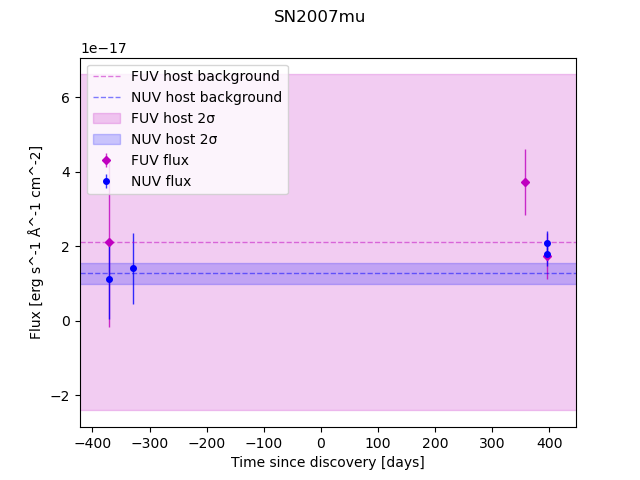 SN2007mu
1e−17
FUV host background
NUV host background
FUV host 2σ
NUV host 2σ
FUV flux
NUV flux
6
4
2
0
−2
Flux [erg s^-1 Å^-1 cm^-2]
−400 −300 −200 −100 0 100 200 300 400
Time since discovery [days]